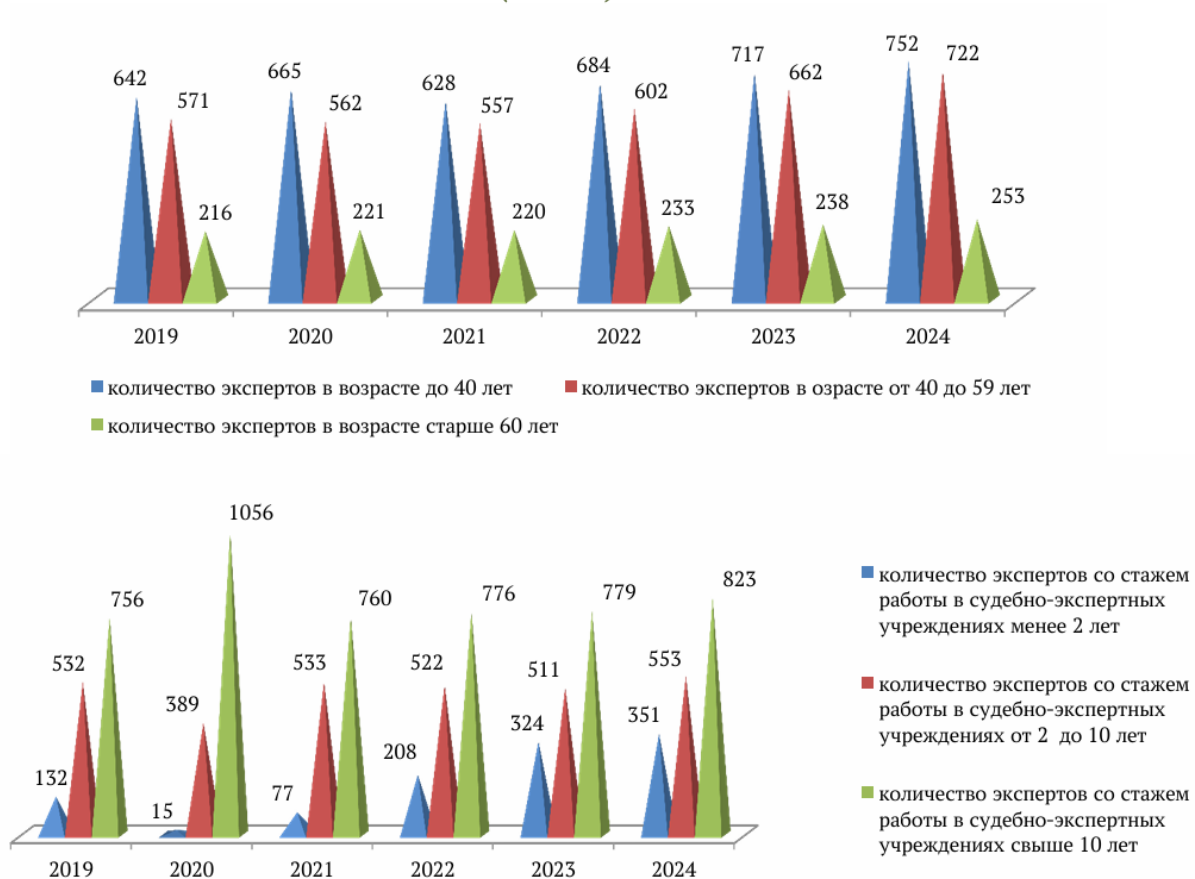 642
571
216
665
562
221
628
557
220
684
602
233
717
662
238
752
722
253
2019 2020 2021 2022 2023 2024
количество экспертов в возрасте до 40 лет
количество экспертов в озрасте от 40 до 59 лет
количество экспертов в возрасте старше 60 лет
132
532
756
15
389
1056
77
533
760
208
522
776
324
511
779
351
553
823
2019 2020 2021 2022 2023 2024
количество экспертов со стажем
работы в судебно-экспертных
учреждениях менее 2 лет
количество экспертов со стажем
работы в судебно-экспертных
учреждениях от 2 до 10 лет
количество экспертов со стажем
работы в судебно-экспертных
учреждениях свыше 10 лет